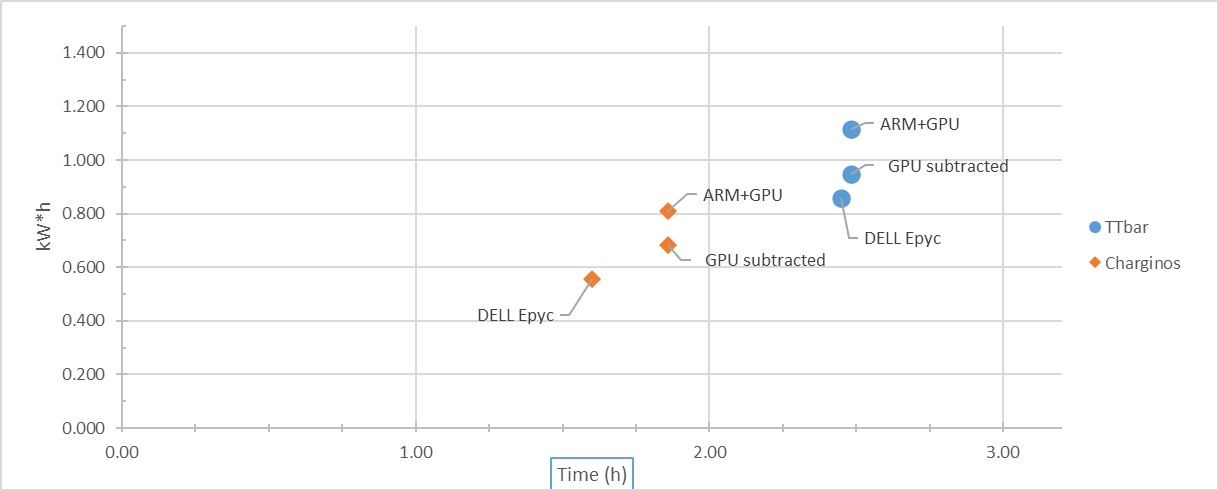 1.400
1.200
ARM+GPU
1.000
GPU subtracted
0.800
ARM+GPU
DELL Epyc
kW*h
TTbar
0.600
GPU subtracted
Charginos
DELL Epyc
0.400
0.200
0.000
0.00
1.00
2.00
3.00
Time (h)